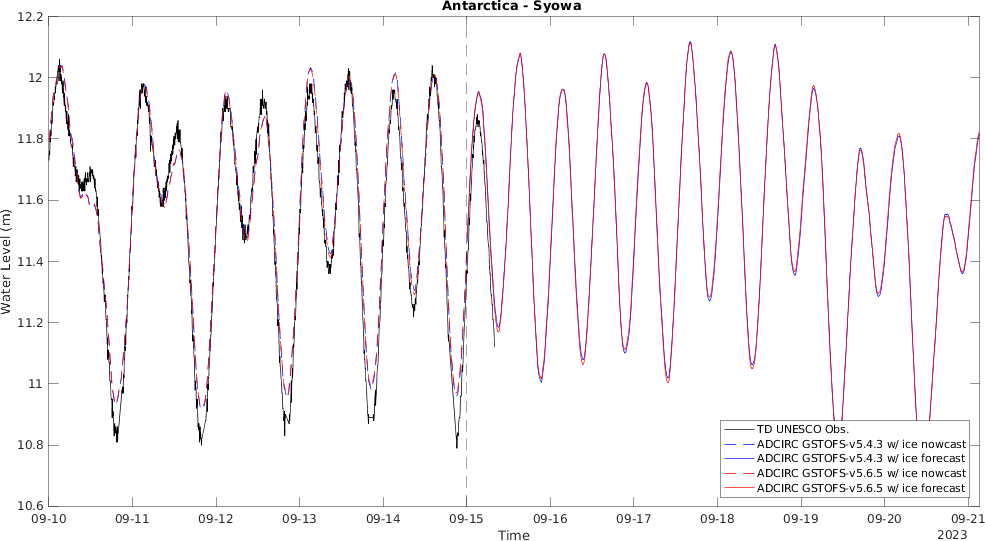 Antarctica - Syowa
12.2
12
11.8
11.6
11.4
11.2
11
10.8
10.6
Water Level (m)
TD UNESCO Obs.
ADCIRC GSTOFS-v5.4.3 w/ ice nowcast
ADCIRC GSTOFS-v5.4.3 w/ ice forecast
ADCIRC GSTOFS-v5.6.5 w/ ice nowcast
ADCIRC GSTOFS-v5.6.5 w/ ice forecast
09-10 09-11 09-12 09-13 09-14 09-15 09-16 09-17 09-18 09-19 09-20 09-21
Time
2023